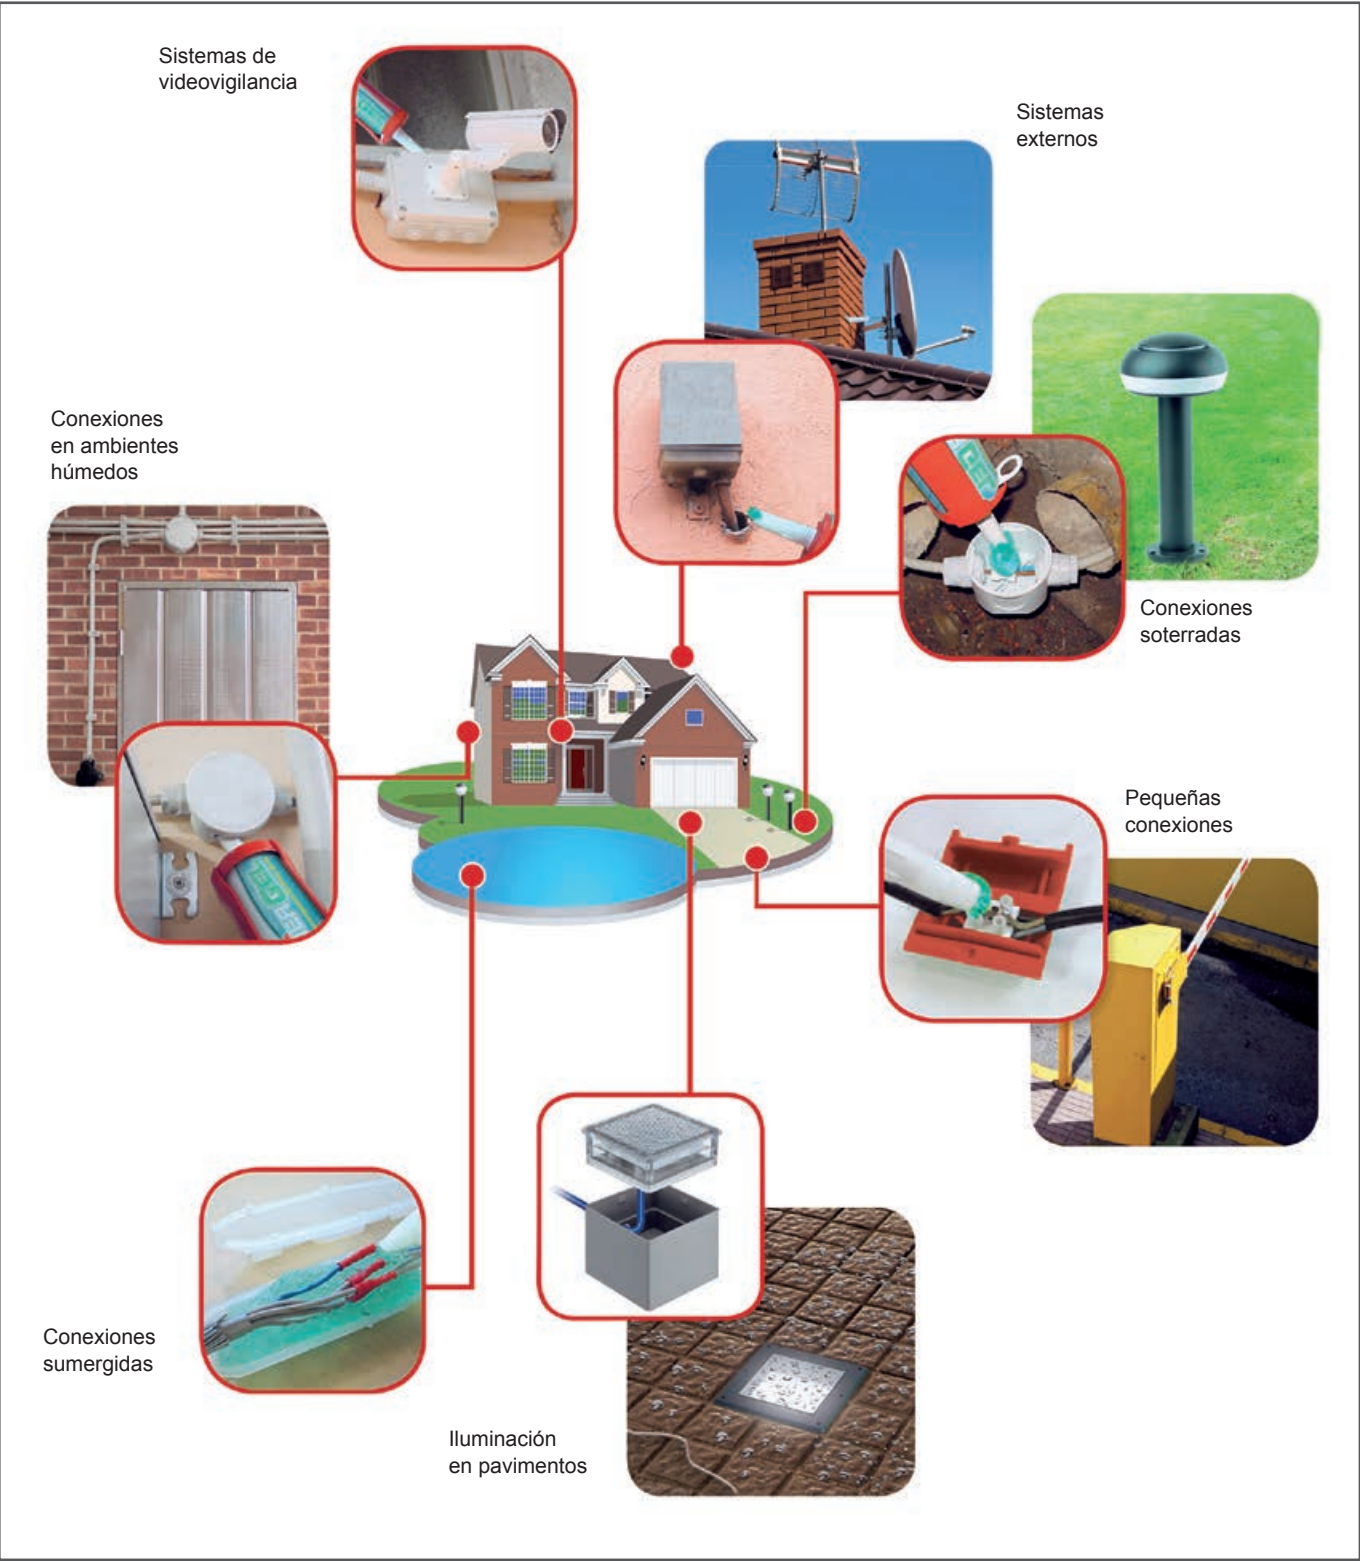 Sistemas de
videovigilancia
Sistemas
externos
Conexiones
en ambientes
húmedos
Conexiones
soterradas
Pequeñas
conexiones
Conexiones
sumergidas
Iluminación
en pavimentos